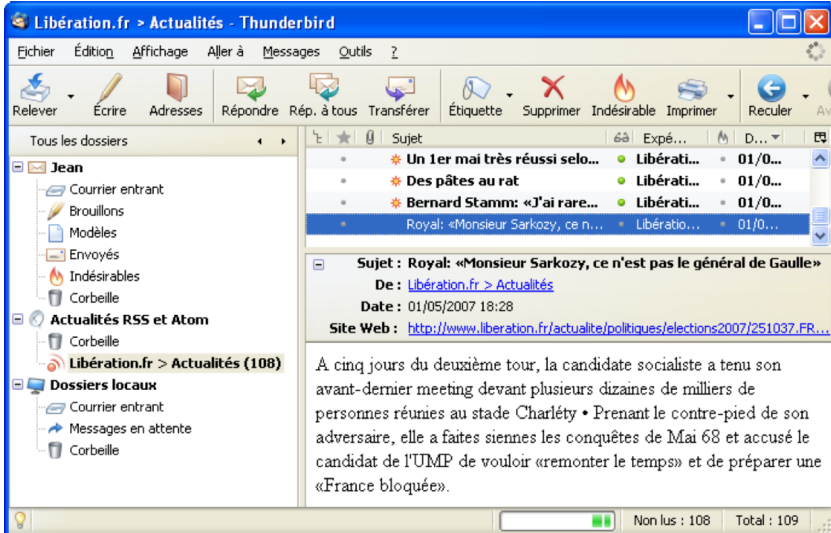 Libération.fr > Actualités - Thunderbird
Fichier Édition Affichage Aller à Messages Outils ?
Relever Écrire Adresses Répondre Rép. à tous Transférer Étiquette Supprimer Indésirable Imprimer Reculer Av
Tous les dossiers
Sujet Expé... D...
Un 1er mai très réussi selo... Libérati... 01/0...
Des pâtes au rat Libérati... 01/0...
Bernard Stamm: «J'ai rare... Libérati... 01/0...
Royal: «Monsieur Sarkozy, ce n... Libératio... 01/0...
Jean
Courrier entrant
Brouillons
Modèles
Envoyés
Indésirables
Corbeille
Actualités RSS et Atom
Corbeille
Libération.fr > Actualités (108)
Dossiers locaux
Courrier entrant
Messages en attente
Corbeille
Sujet : Royal: «Monsieur Sarkozy, ce n'est pas le général de Gaulle»
De : Libération.fr > Actualités
Date : 01/05/2007 18:28
Site Web : http://www.liberation.fr/actualite/politiques/elections2007/251037.FR...
A cinq jours du deuxième tour, la candidate socialiste a tenu son
avant-dernier meeting devant plusieurs dizaines de milliers de
personnes réunies au stade Charléty • Prenant le contre-pied de son
adversaire, elle a faites siennes les conquêtes de Mai 68 et accusé le
candidat de l'UMP de vouloir «remonter le temps» et de préparer une
«France bloquée».
Non lus : 108 Total : 109